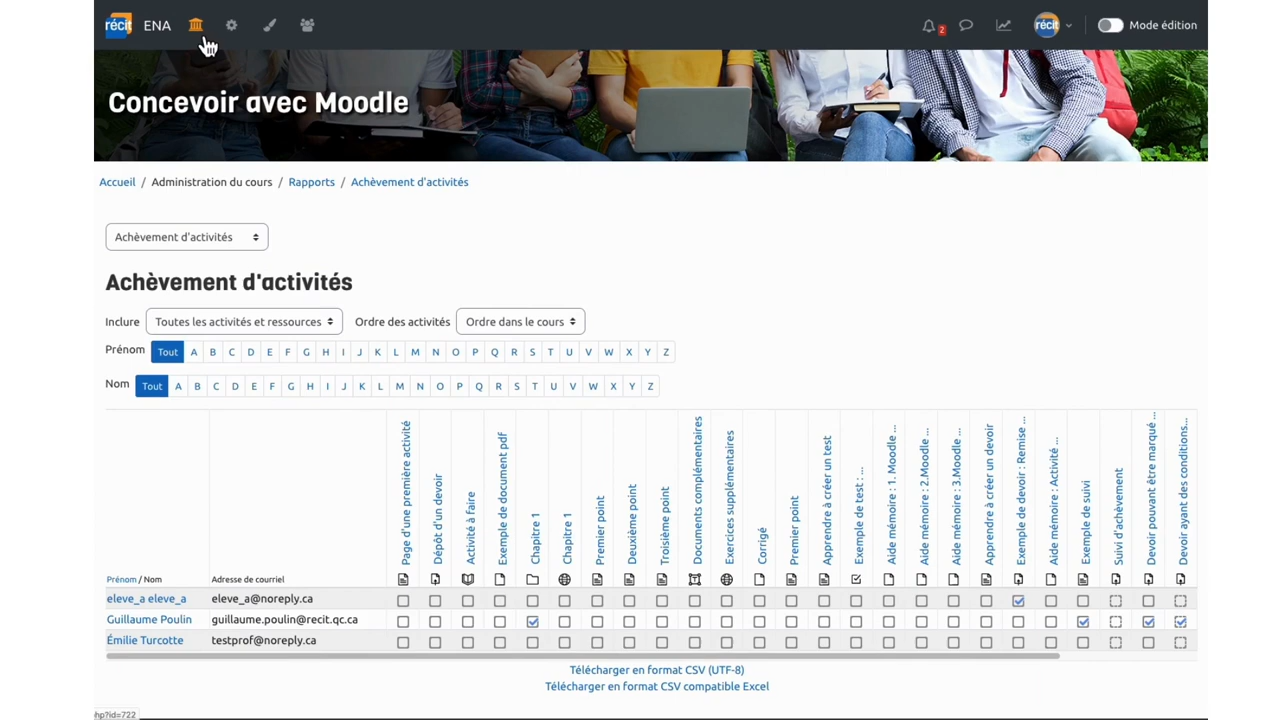 récit ENA 2 récit Mode édition
Concevoir avec Moodle
Accueil / Administration du cours / Rapports / Achèvement d'activités
Achèvement d'activités
Achèvement d'activités
Inclure Toutes les activités et ressources Ordre des activités Ordre dans le cours
Prénom Tout A B C D E F G H I J K L M N O P Q R S T U V W X Y Z
Nom Tout A B C D E F G H I J K L M N O P Q R S T U V W X Y Z
Page d'une première activité
Dépôt d'un devoir
Activité à faire
Exemple de document pdf
Chapitre 1
Chapitre 1
Premier point
Deuxième point
Troisième point
Documents complémentaires
Exercices supplémentaires
Corrigé
Premier point
Apprendre à créer un test
Exemple de test : ...
Aide mémoire : 1. Moodle ...
Aide mémoire : 2.Moodle ...
Aide mémoire : 3.Moodle ...
Apprendre à créer un devoir
Exemple de devoir : Remise ...
Aide mémoire : Activité ...
Exemple de suivi
Suivi d'achèvement
Devoir pouvant être marqué ...
Devoir ayant des conditions...
Prénom / Nom Adresse de courriel
eleve_a eleve_a eleve_a@noreply.ca
Guillaume Poulin guillaume.poulin@recit.qc.ca
Émilie Turcotte testprof@noreply.ca
Télécharger en format CSV (UTF-8)
Télécharger en format CSV compatible Excel
php?id=722